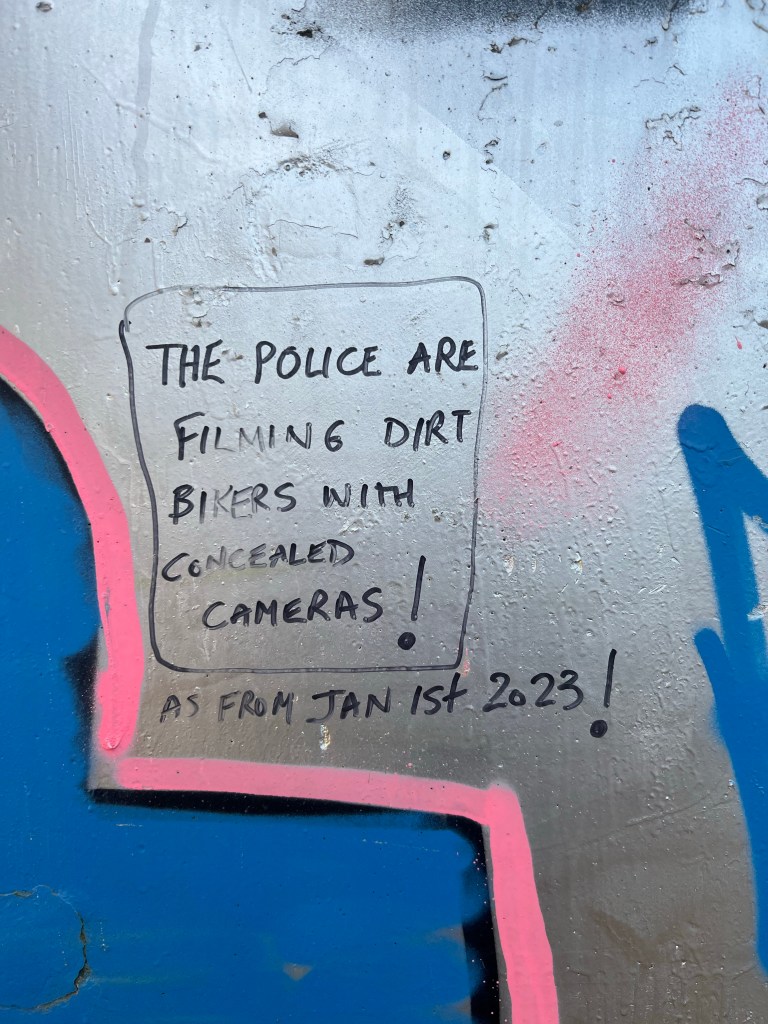 THE POLICE ARE
FILMING DIRT
BIKERS WITH
CONCEALED
CAMERAS!
AS FROM JAN 1st 2023!